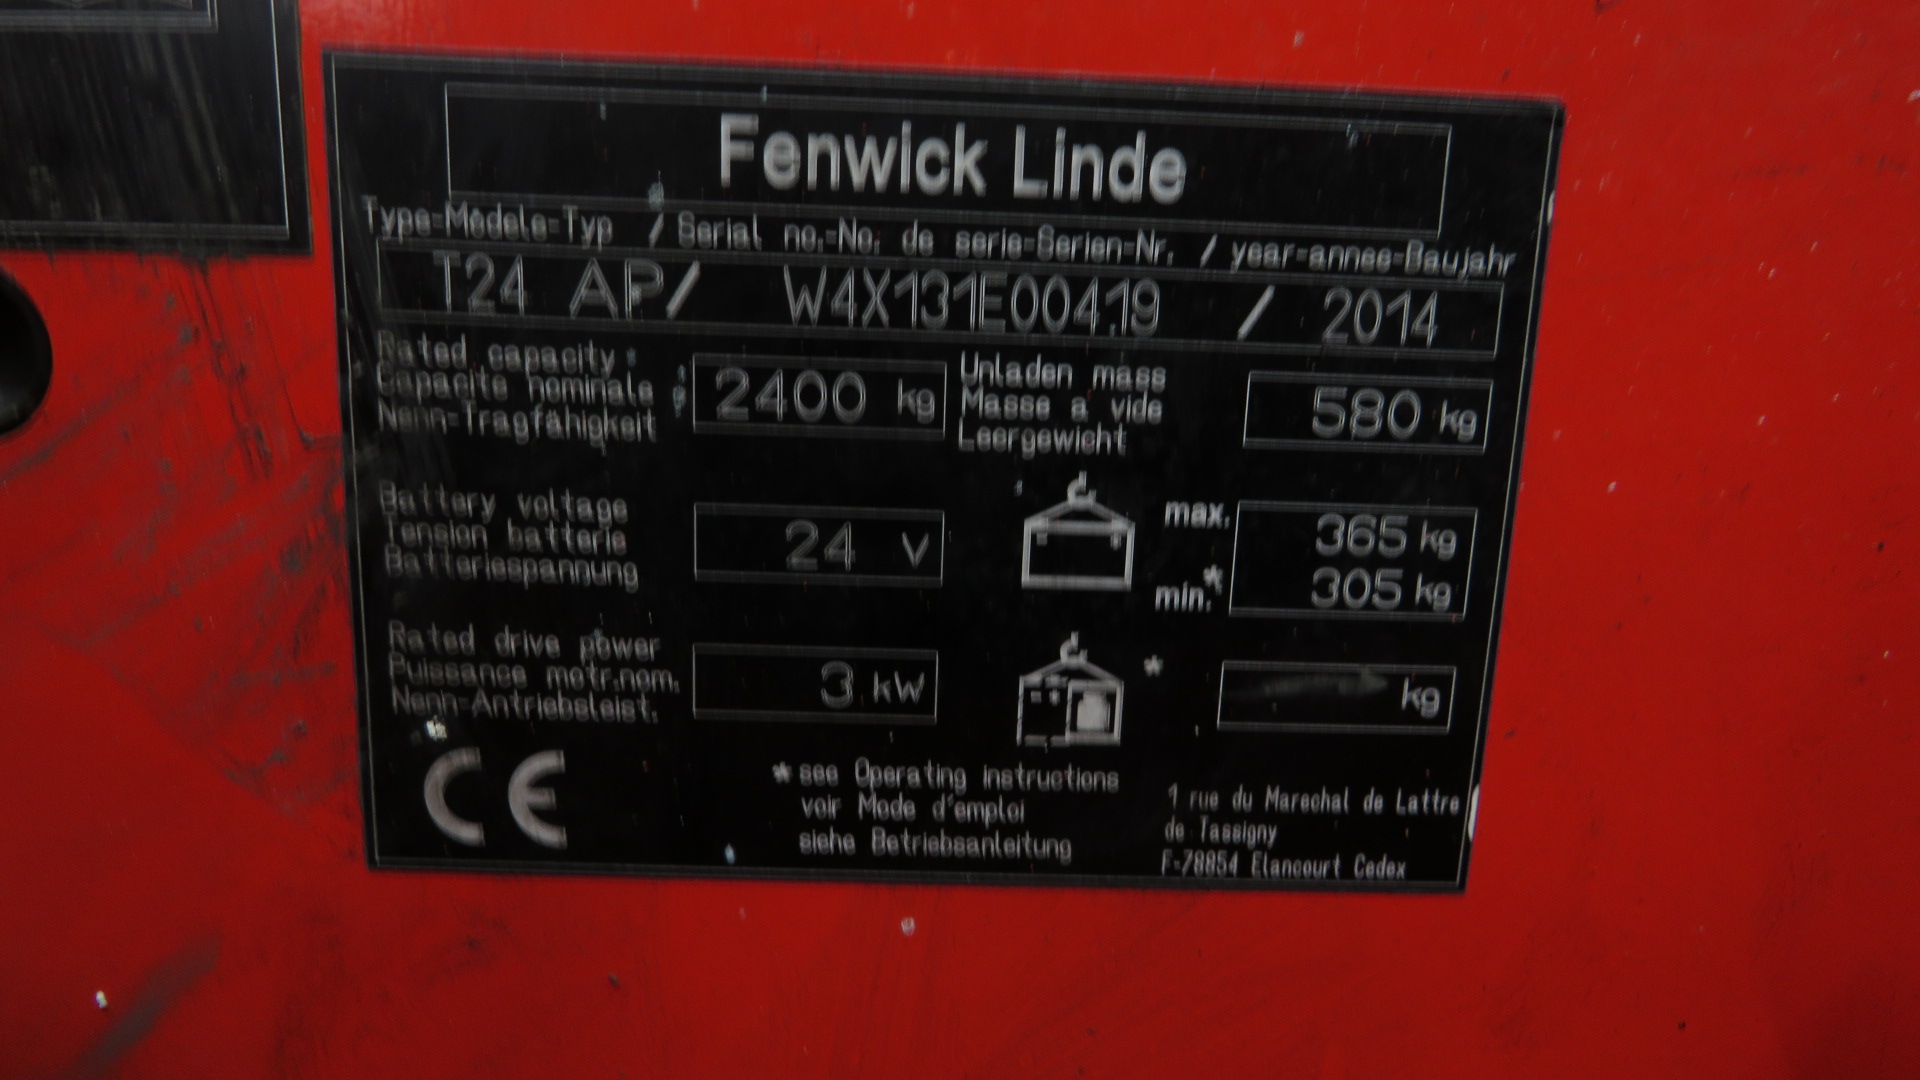 Fenwick Linde
Type-Modele-Typ / Serial no.-No. de serie-Serien-Nr. / year-annee-Baujahr
T24 AP / W4X131E00419 / 2014
Rated capacity :
Capacite nominale :
Nenn-Tragfähigkeit
2400 kg
Unladen mass
Masse a vide
Leergewicht
580 kg
Battery voltage
Tension batterie
Batteriespannung
24 V
max. 365 kg
min.* 305 kg
Rated drive power
Puissance motr.nom.
Nenn-Antriebsleist.
3 kW
* kg
CE
* see Operating instructions
voir Mode d'emploi
siehe Betriebsanleitung
1 rue du Marechal de Lattre
de Tassigny
F-78854 Elancourt Cedex